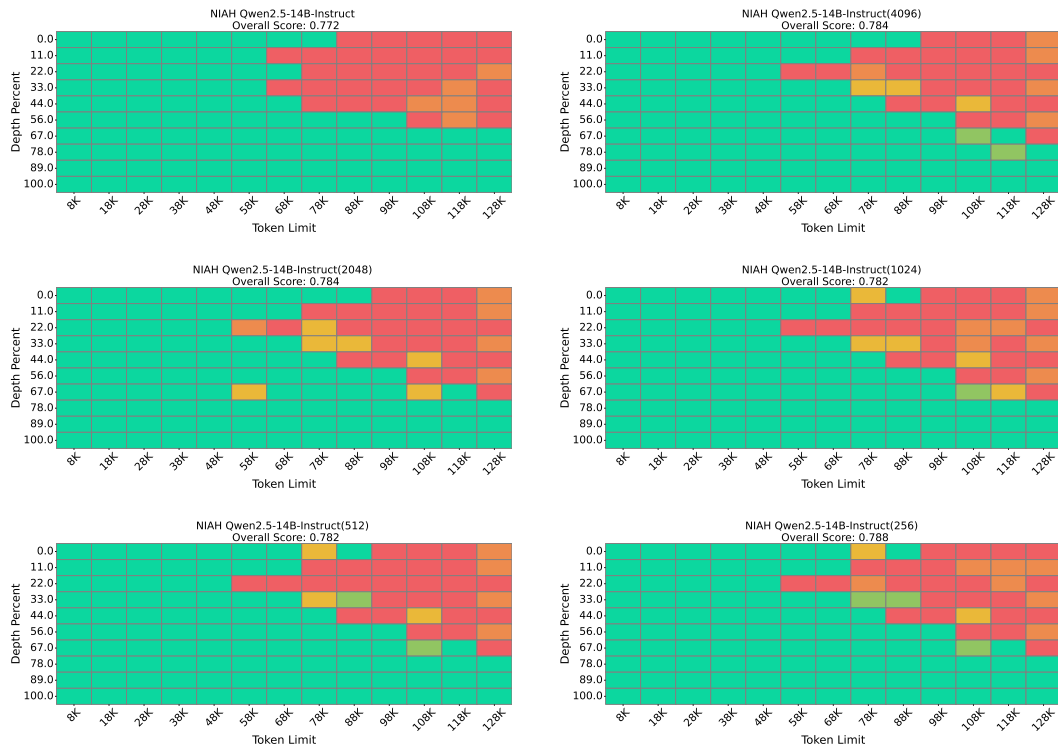 NIAH Qwen2.5-14B-Instruct
Overall Score: 0.772
Depth Percent
0.0
11.0
22.0
33.0
44.0
56.0
67.0
78.0
89.0
100.0
8K
18K
28K
38K
48K
58K
68K
78K
88K
98K
108K
118K
128K
Token Limit
NIAH Qwen2.5-14B-Instruct(4096)
Overall Score: 0.784
Depth Percent
0.0
11.0
22.0
33.0
44.0
56.0
67.0
78.0
89.0
100.0
8K
18K
28K
38K
48K
58K
68K
78K
88K
98K
108K
118K
128K
Token Limit
NIAH Qwen2.5-14B-Instruct(2048)
Overall Score: 0.784
Depth Percent
0.0
11.0
22.0
33.0
44.0
56.0
67.0
78.0
89.0
100.0
8K
18K
28K
38K
48K
58K
68K
78K
88K
98K
108K
118K
128K
Token Limit
NIAH Qwen2.5-14B-Instruct(1024)
Overall Score: 0.782
Depth Percent
0.0
11.0
22.0
33.0
44.0
56.0
67.0
78.0
89.0
100.0
8K
18K
28K
38K
48K
58K
68K
78K
88K
98K
108K
118K
128K
Token Limit
NIAH Qwen2.5-14B-Instruct(512)
Overall Score: 0.782
Depth Percent
0.0
11.0
22.0
33.0
44.0
56.0
67.0
78.0
89.0
100.0
8K
18K
28K
38K
48K
58K
68K
78K
88K
98K
108K
118K
128K
Token Limit
NIAH Qwen2.5-14B-Instruct(256)
Overall Score: 0.788
Depth Percent
0.0
11.0
22.0
33.0
44.0
56.0
67.0
78.0
89.0
100.0
8K
18K
28K
38K
48K
58K
68K
78K
88K
98K
108K
118K
128K
Token Limit